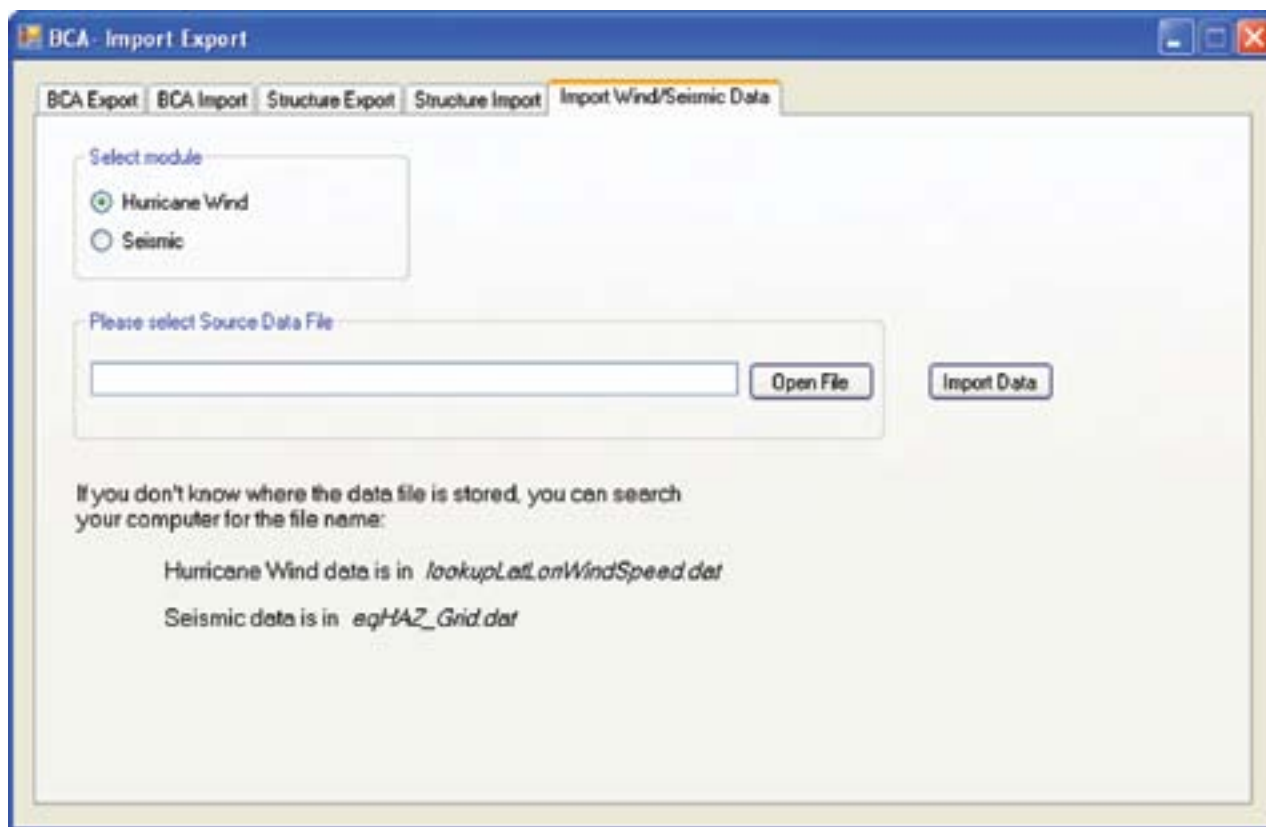 BCA- Import Export
BCA Export BCA Import Structure Export Structure Import Import Wind/Seismic Data
Select module
Hurricane Wind
Seismic
Please select Source Data File
Open File Import Data
If you don't know where the data file is stored, you can search
your computer for the file name:
Hurricane Wind data is in lookupLatLonWindSpeed.dat
Seismic data is in eqHAZ_Grid.dat